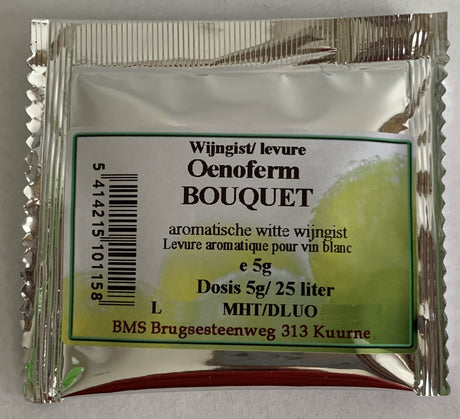 Wijngist/ levure
Oenoferm
BOUQUET
aromatische witte wijngist
Levure aromatique pour vin blanc
e 5g
Dosis 5g/ 25 liter
L MHT/DLUO
BMS Brugsesteenweg 313 Kuurne
5 414215 101158